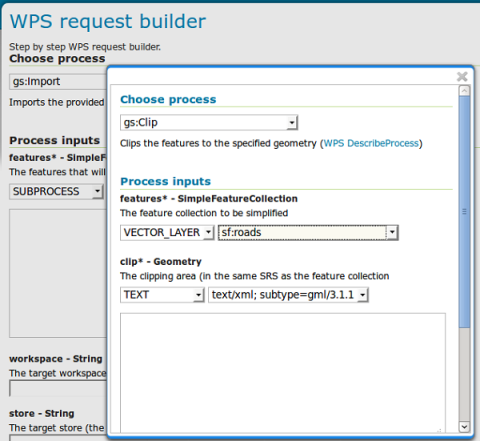 WPS request builder
Step by step WPS request builder.
Choose process
gs:Import
Imports the provided
Process inputs
features* - SimpleF
The features that will
SUBPROCESS
workspace - String
The target workspace
store - String
The target store (the
Choose process
gs:Clip
Clips the features to the specified geometry (WPS DescribeProcess)
Process inputs
features* - SimpleFeatureCollection
The feature collection to be simplified
VECTOR_LAYER sf:roads
clip* - Geometry
The clipping area (in the same SRS as the feature collection
TEXT text/xml; subtype=gml/3.1.1